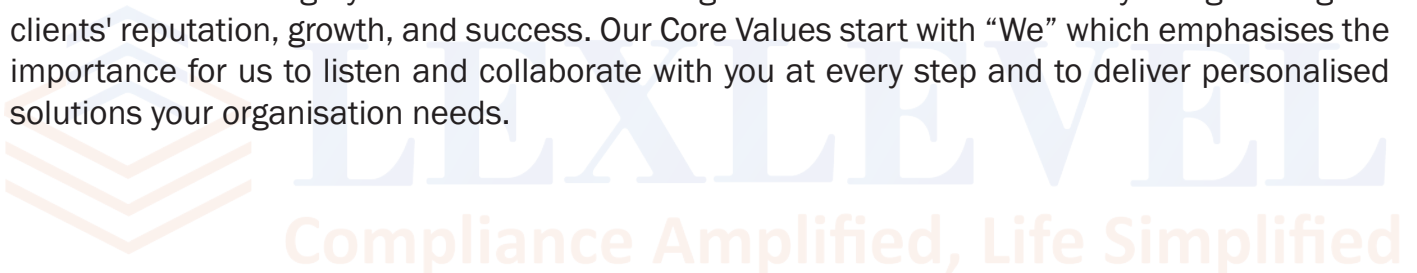 clients' reputation, growth, and success. Our Core Values start with “We” which emphasises the
importance for us to listen and collaborate with you at every step and to deliver personalised
solutions your organisation needs.
LEXLEVEL
Compliance Amplified, Life Simplified